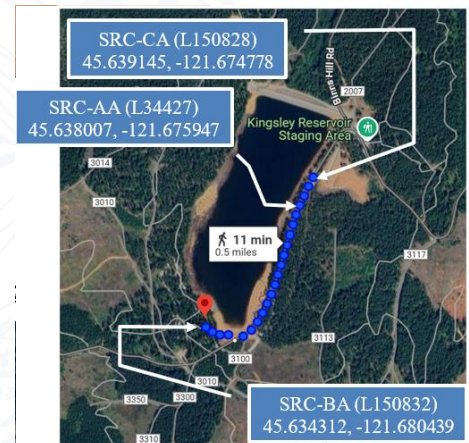 SRC-CA (L150828)
45.639145, -121.674778
SRC-AA (L34427)
45.638007, -121.675947
Binns Hill Rd
2007
Kingsley Reservoir
Staging Area
3014
3010
11 min
0.5 miles
3117
3113
3100
3010
3350
3300
3310
SRC-BA (L150832)
45.634312, -121.680439